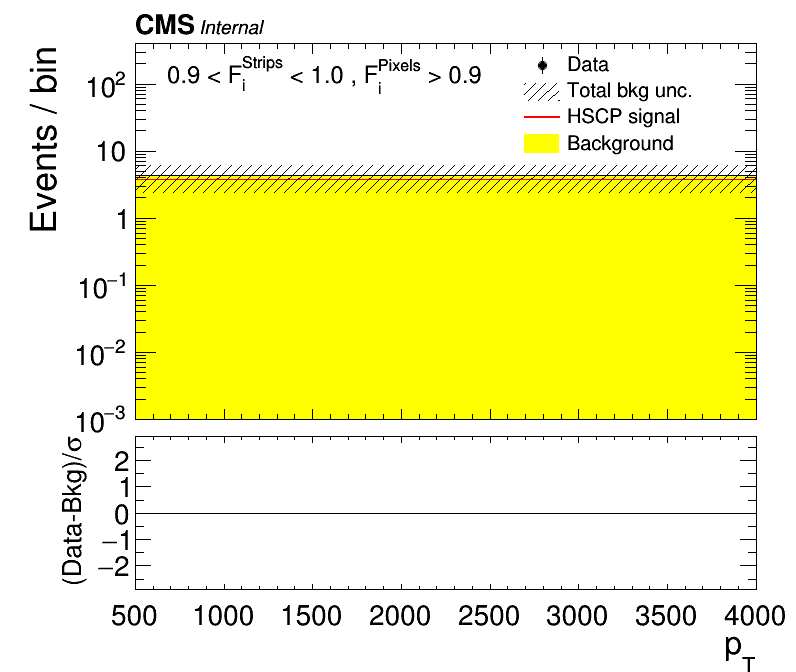 CMS Internal
0.9 < F_i^Strips < 1.0 , F_i^Pixels > 0.9
Data
Total bkg unc.
HSCP signal
Background
Events / bin
10²
10
1
10⁻¹
10⁻²
10⁻³
(Data-Bkg)/σ
2
1
0
−1
−2
500 1000 1500 2000 2500 3000 3500 4000
p_T